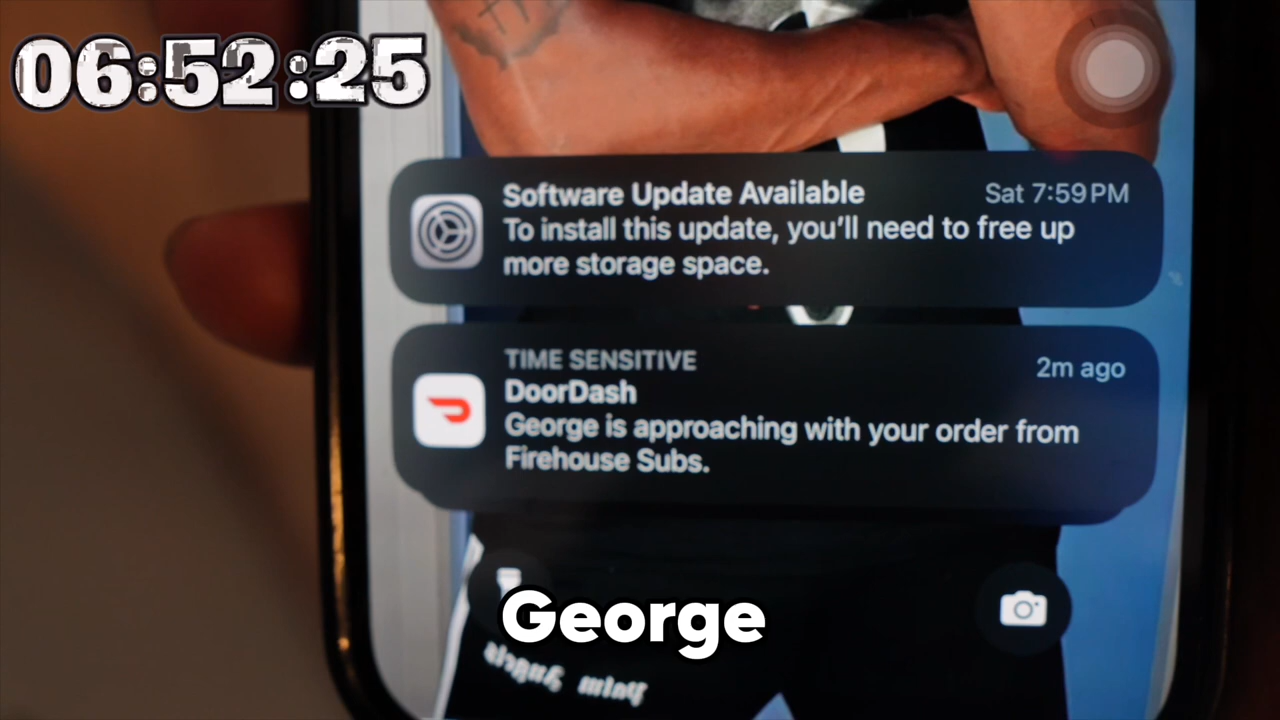 06:52:25
Software Update Available
Sat 7:59 PM
To install this update, you'll need to free up
more storage space.
TIME SENSITIVE
2m ago
DoorDash
George is approaching with your order from
Firehouse Subs.
George